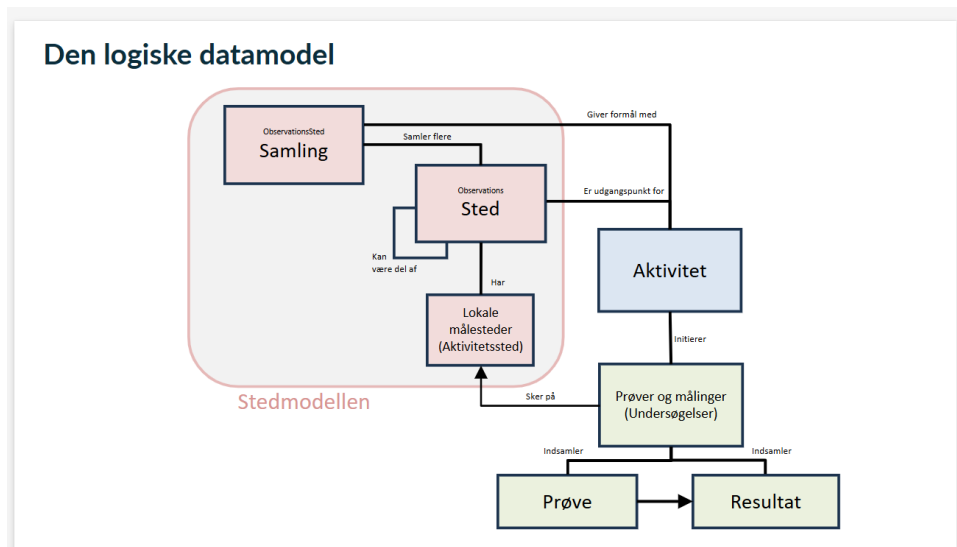 Den logiske datamodel
Giver formål med
ObservationsSted
Samling
Samler flere
Observations
Sted
Er udgangspunkt for
Kan
være del af
Har
Aktivitet
Lokale
målesteder
(Aktivitetssted)
Initierer
Stedmodellen
Sker på
Prøver og målinger
(Undersøgelser)
Indsamler
Indsamler
Prøve
Resultat